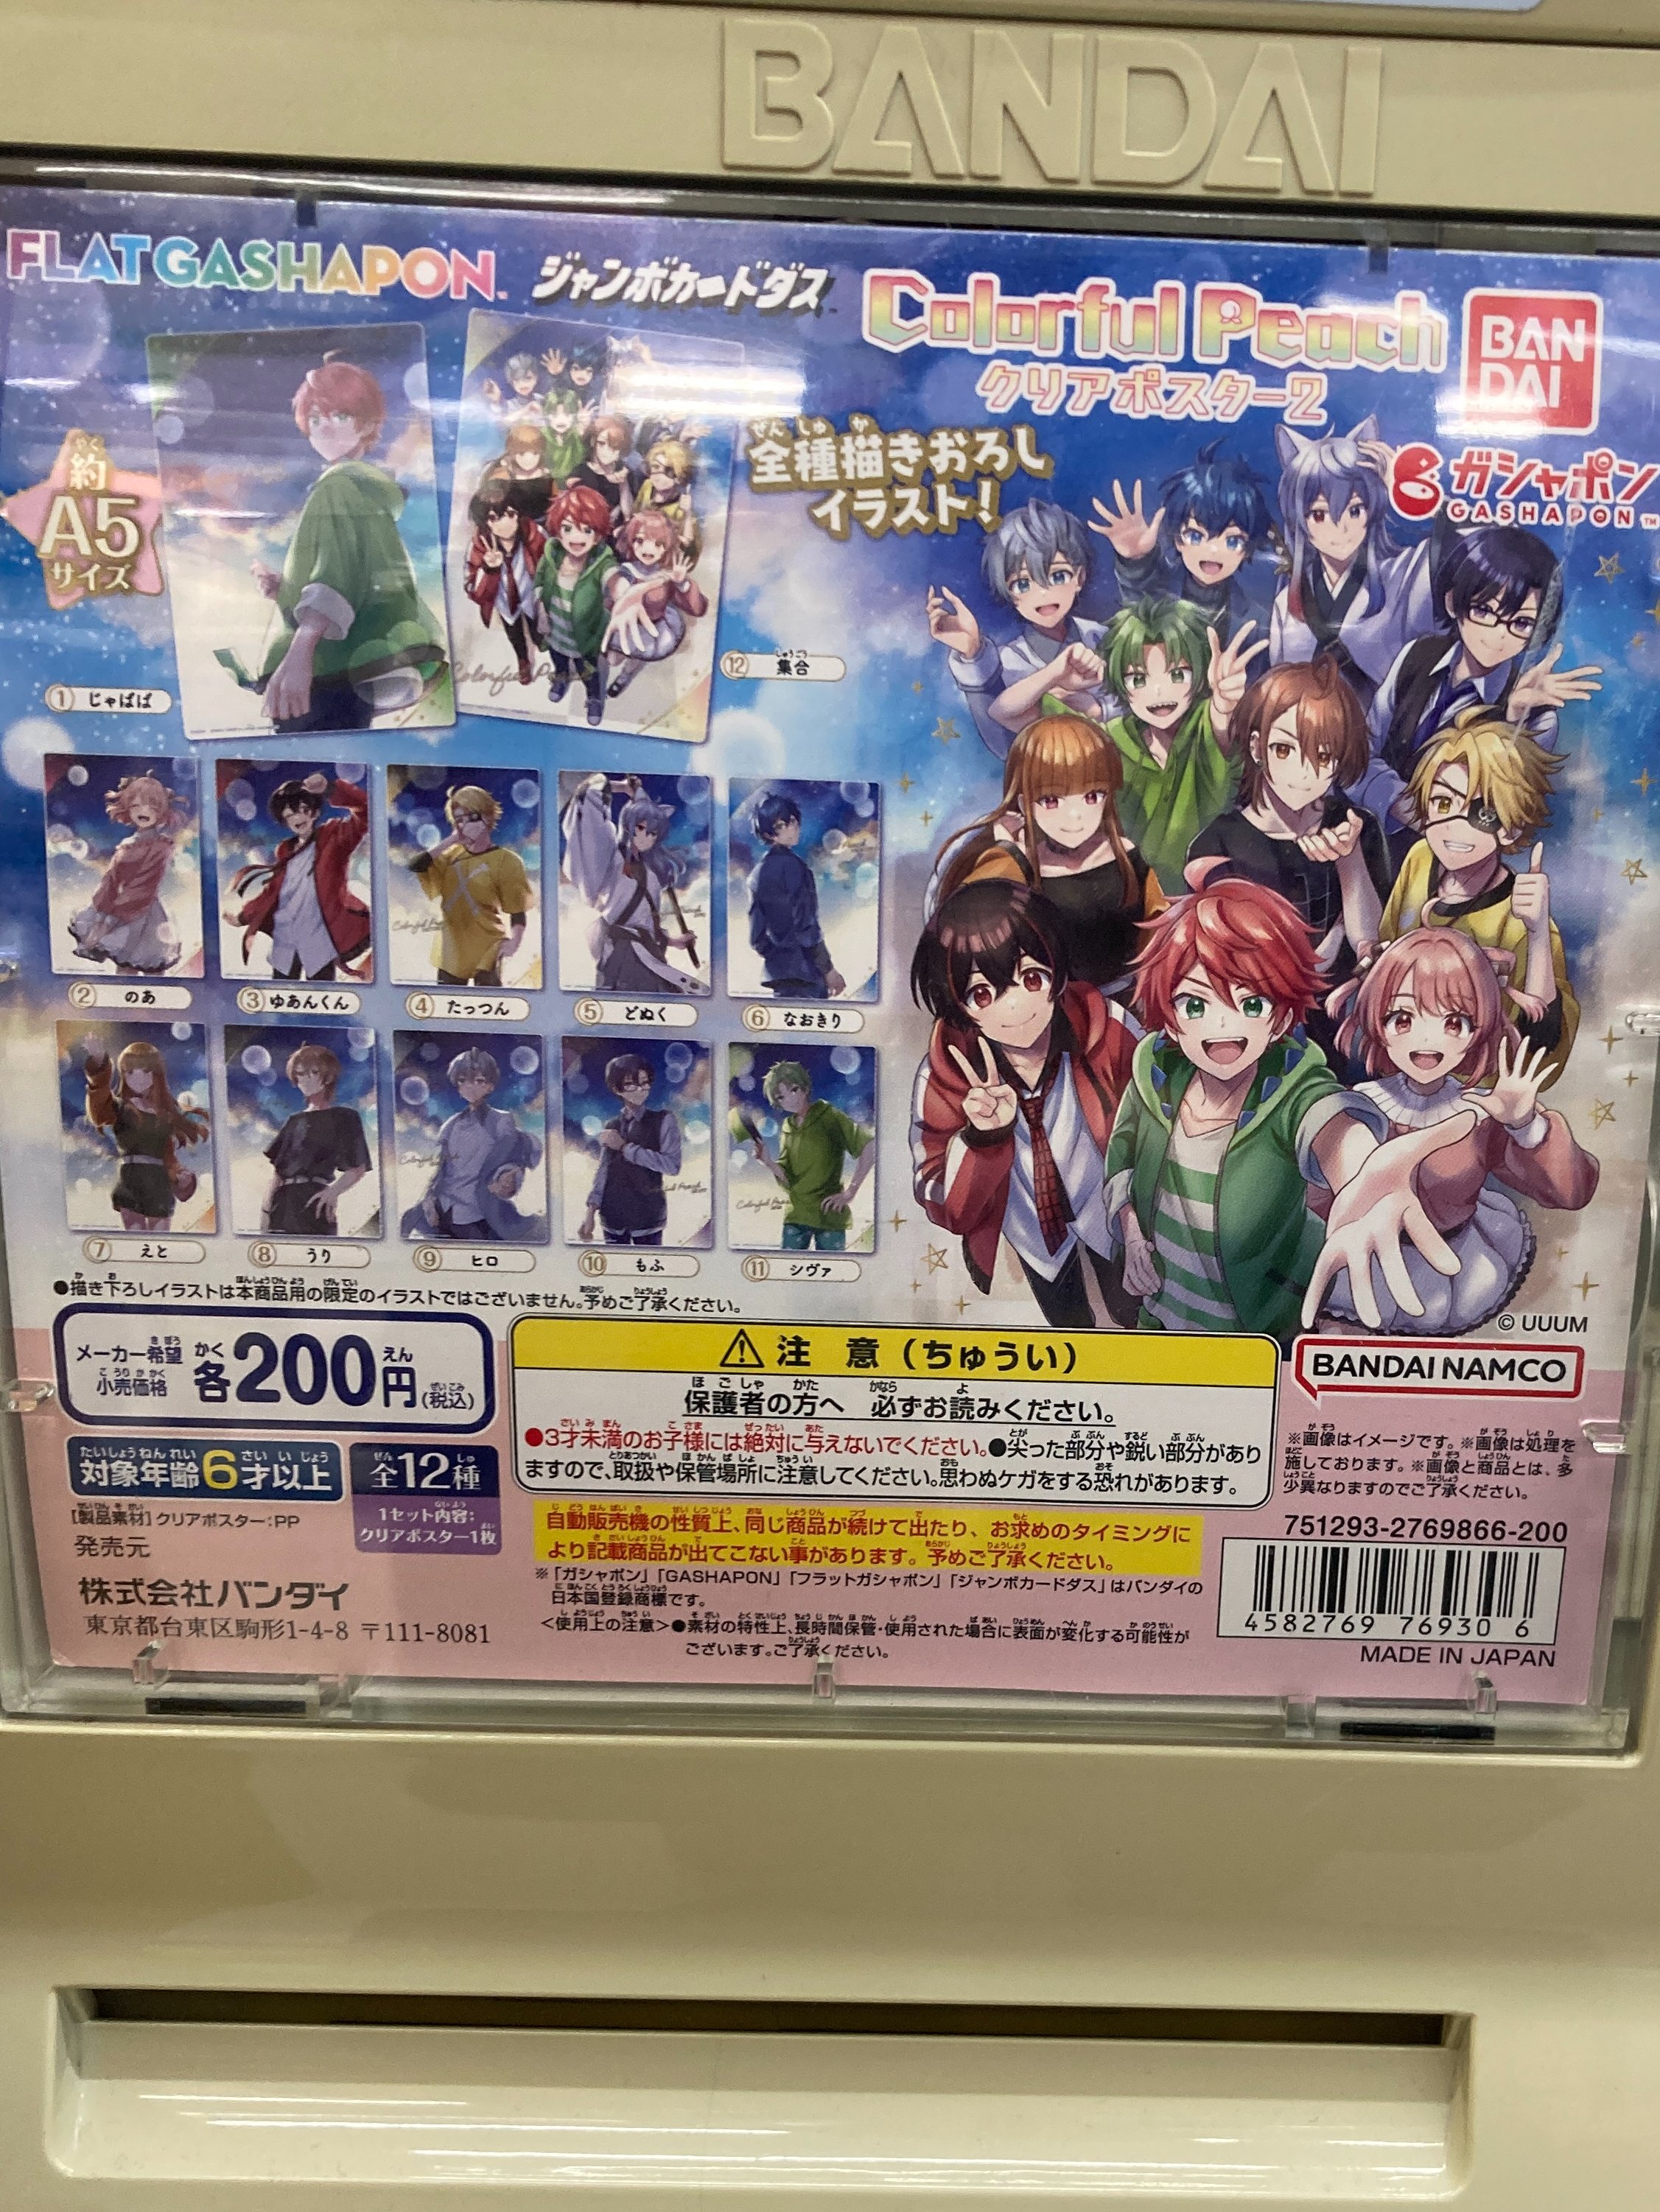 BANDAI
FLAT GASHAPON™
ジャンボカードダス™
Colorful Peach
クリアポスター2
BAN
DAI
ガシャポン
GASHAPON™
全種描きおろし
イラスト!
約
A5
サイズ
① じゃぱぱ
⑫ 集合
② のあ
③ ゆあんくん
④ たっつん
⑤ どぬく
⑥ なおきり
⑦ えと
⑧ うり
⑨ ヒロ
⑩ もふ
⑪ シヴァ
●描き下ろしイラストは本商品用の限定のイラストではございません。予めご了承ください。
© UUUM
メーカー希望
小売価格
各200円(税込)
対象年齢6才以上
全12種
1セット内容:
クリアポスター1枚
【製品素材】クリアポスター:PP
発売元
株式会社バンダイ
東京都台東区駒形1-4-8 〒111-8081
⚠注 意(ちゅうい)
保護者の方へ 必ずお読みください。
●3才未満のお子様には絶対に与えないでください。●尖った部分や鋭い部分があり
ますので、取扱や保管場所に注意してください。思わぬケガをする恐れがあります。
自動販売機の性質上、同じ商品が続けて出たり、お求めのタイミングに
より記載商品が出てこない事があります。予めご了承ください。
※「ガシャポン」「GASHAPON」「フラットガシャポン」「ジャンボカードダス」はバンダイの
日本国登録商標です。
<使用上の注意>●素材の特性上、長時間保管・使用された場合に表面が変化する可能性が
ございます。ご了承ください。
BANDAI NAMCO
※画像はイメージです。※画像は処理を
施しております。※画像と商品とは、多
少異なりますのでご了承ください。
751293-2769866-200
4582769 76930 6
MADE IN JAPAN